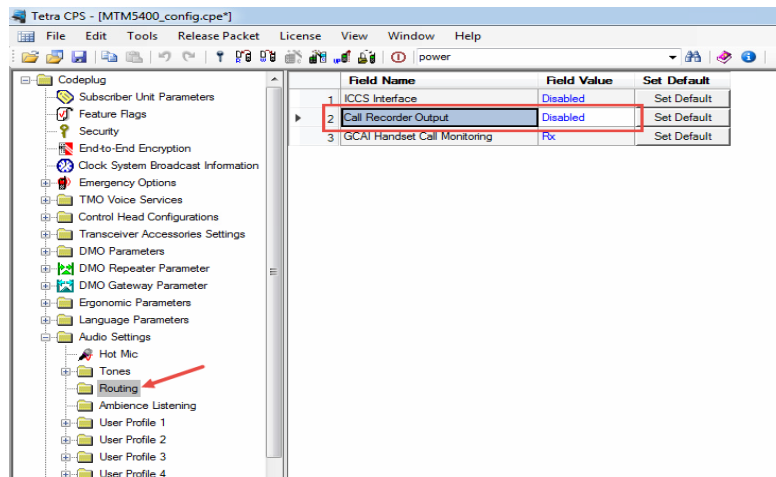 Tetra CPS - [MTM5400_config.cpe*]
File Edit Tools Release Packet License View Window Help
power
Codeplug
Subscriber Unit Parameters
Feature Flags
Security
End-to-End Encryption
Clock System Broadcast Information
Emergency Options
TMO Voice Services
Control Head Configurations
Transceiver Accessories Settings
DMO Parameters
DMO Repeater Parameter
DMO Gateway Parameter
Ergonomic Parameters
Language Parameters
Audio Settings
Hot Mic
Tones
Routing
Ambience Listening
User Profile 1
User Profile 2
User Profile 3
User Profile 4
Field Name Field Value Set Default
1 ICCS Interface Disabled Set Default
2 Call Recorder Output Disabled Set Default
3 GCAI Handset Call Monitoring Rx Set Default